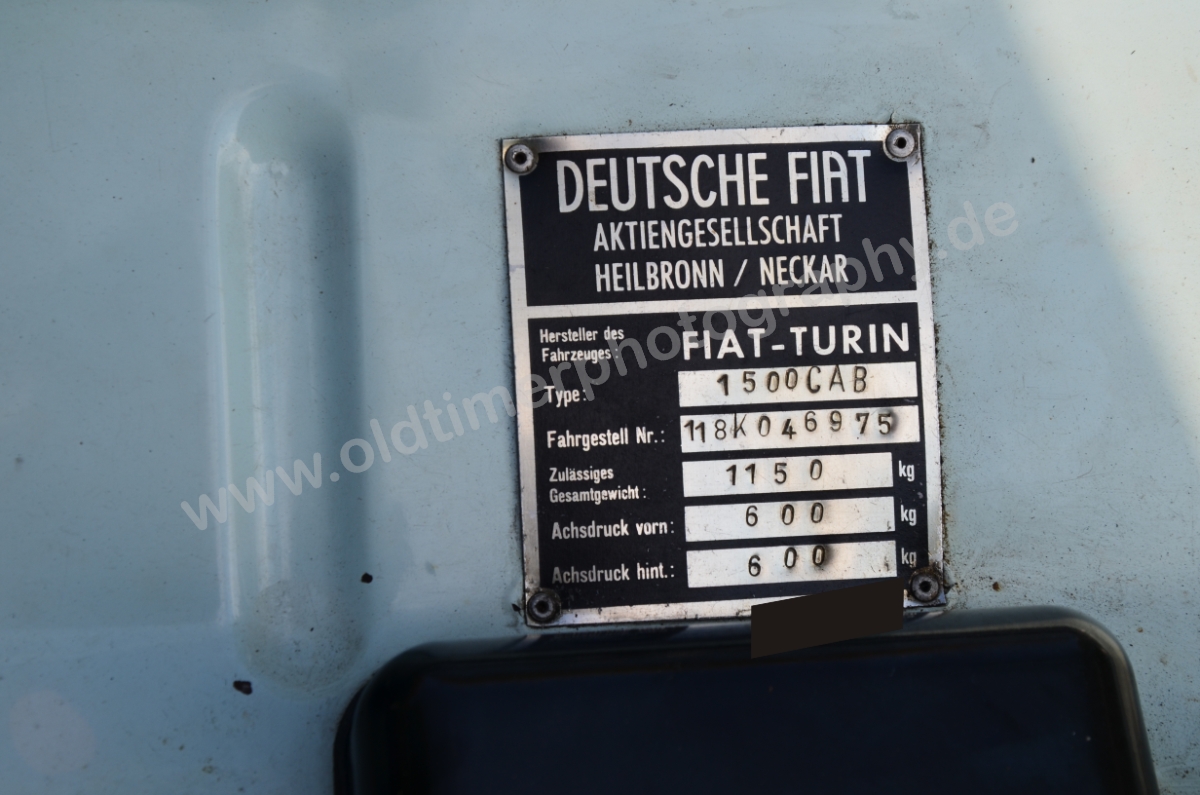 DEUTSCHE FIAT
AKTIENGESELLSCHAFT
HEILBRONN / NECKAR
Hersteller des
Fahrzeuges: FIAT-TURIN
Type: 1500CAB
Fahrgestell Nr.: 118K046975
Zulässiges
Gesamtgewicht: 1150 kg
Achsdruck vorn: 600 kg
Achsdruck hint.: 600 kg
www.oldtimerphotography.de